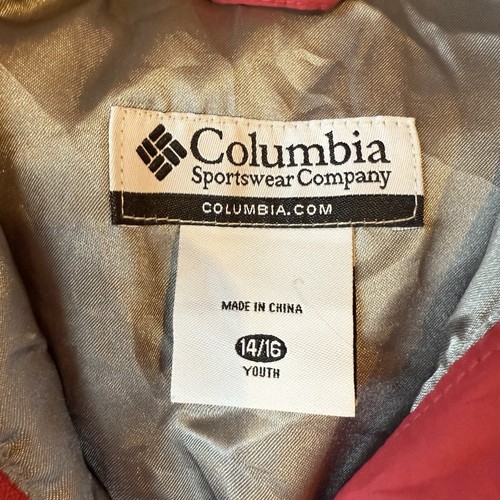 Columbia
Sportswear Company
COLUMBIA.COM
MADE IN CHINA
14/16
YOUTH